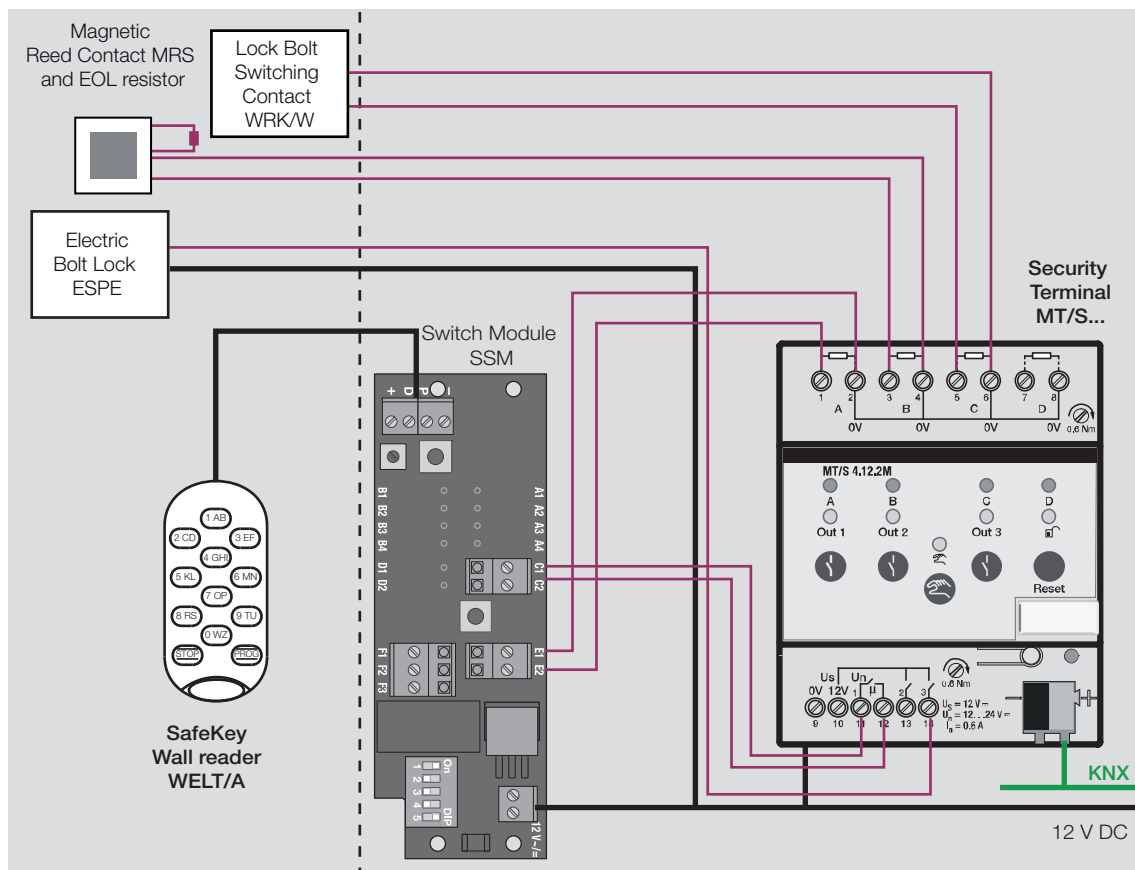 Magnetic
Reed Contact MRS
and EOL resistor
Lock Bolt
Switching
Contact
WRK/W
Electric
Bolt Lock
ESPE
Security
Terminal
MT/S...
Switch Module
SSM
+ D P –
B1 A1
B2 A2
B3 A3
B4 A4
D1 C1
D2 C2
F1 E1
F2 E2
F3
On
1
2
3
4
5
DIP
12 V~/=
1 AB
2 CD 3 EF
4 GHI
5 KL 6 MN
7 OP
8 RS 9 TU
0 WZ
STOP PROG
SafeKey
Wall reader
WELT/A
1 2 3 4 5 6 7 8
A B C D
0V 0V 0V 0V
0,6 Nm
MT/S 4.12.2M
A B C D
Out 1 Out 2 Out 3
Reset
Us Un
0V 12V 1 µ 2 3
9 10 11 12 13 14
0.6 Nm
Us = 12 V
Un = 12...24 V
In = 0.6 A
KNX
12 V DC